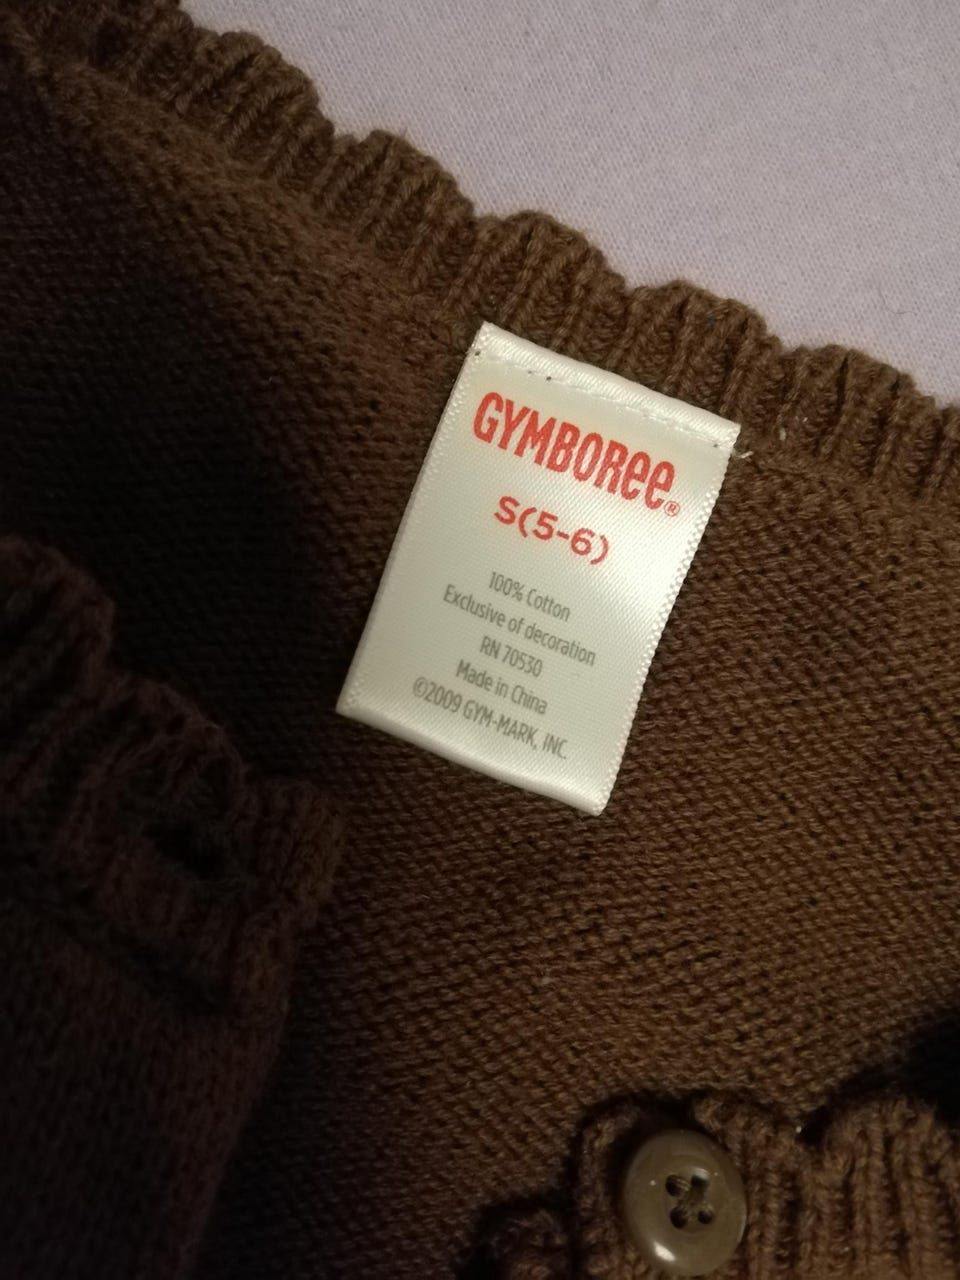 GYMBOREE®
S(5-6)
100% Cotton
Exclusive of decoration
RN 70530
Made in China
©2009 GYM-MARK, INC.